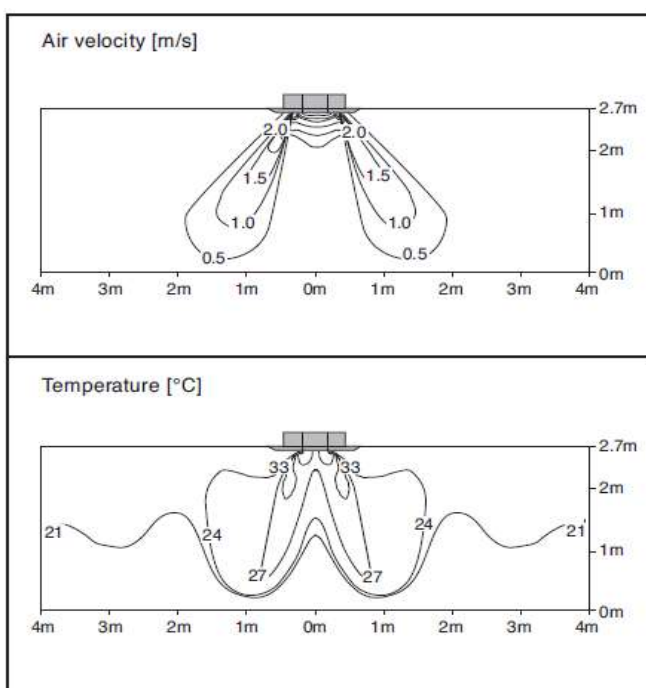 Air velocity [m/s]
2.7m
2.0 2.0
2m
1.5 1.5
1m
1.0 1.0
0.5 0.5
0m
4m 3m 2m 1m 0m 1m 2m 3m 4m
Temperature [°C]
2.7m
33 33
2m
21 24 24 21
1m
27 27
0m
4m 3m 2m 1m 0m 1m 2m 3m 4m